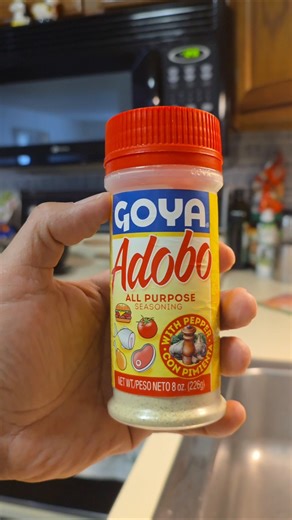 GOYA
Adobo
ALL PURPOSE
SEASONING
WITH PEPPER
CON PIMIENTA
NET WT/PESO NETO 8 oz. (226g)